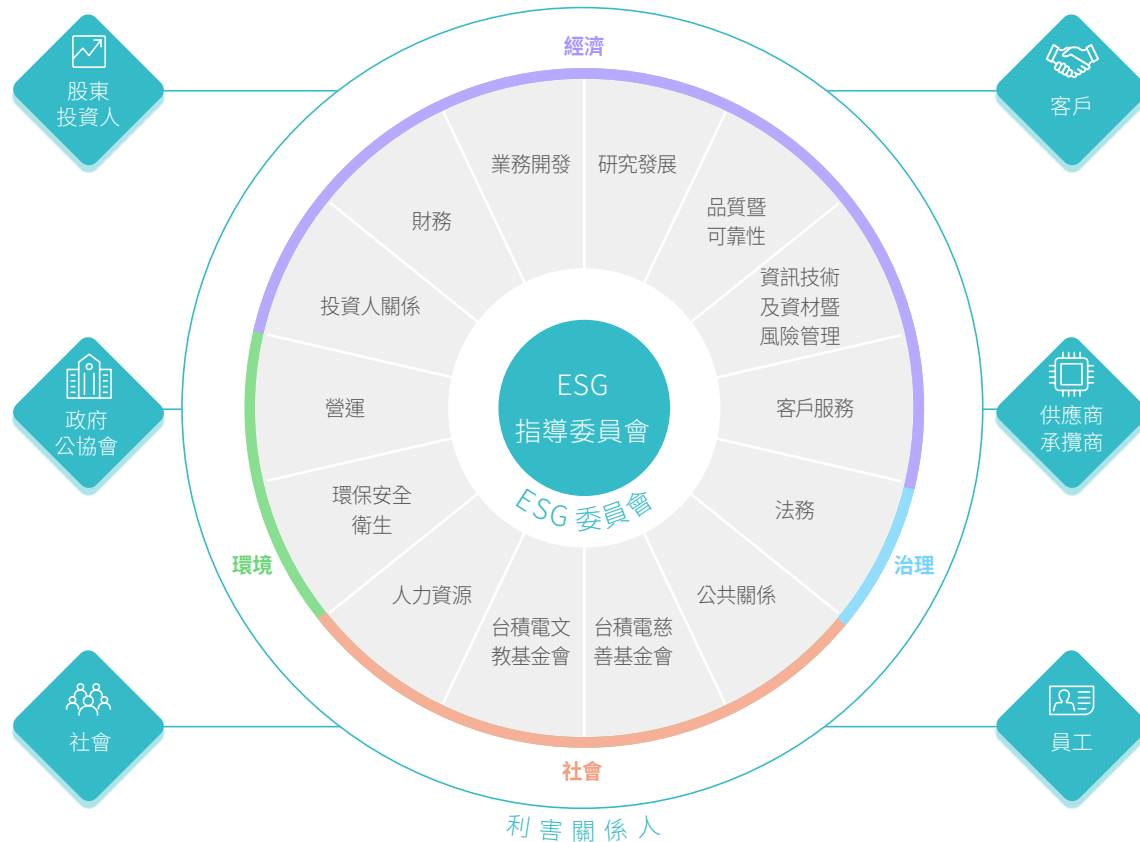 經濟
股東
投資人
客戶
業務開發
研究發展
財務
品質暨
可靠性
投資人關係
資訊技術
及資材暨
風險管理
政府
公協會
營運
ESG
指導委員會
客戶服務
供應商
承攬商
ESG 委員會
環保安全
衛生
法務
環境
治理
人力資源
公共關係
台積電文
教基金會
台積電慈
善基金會
社會
員工
社會
利害關係人